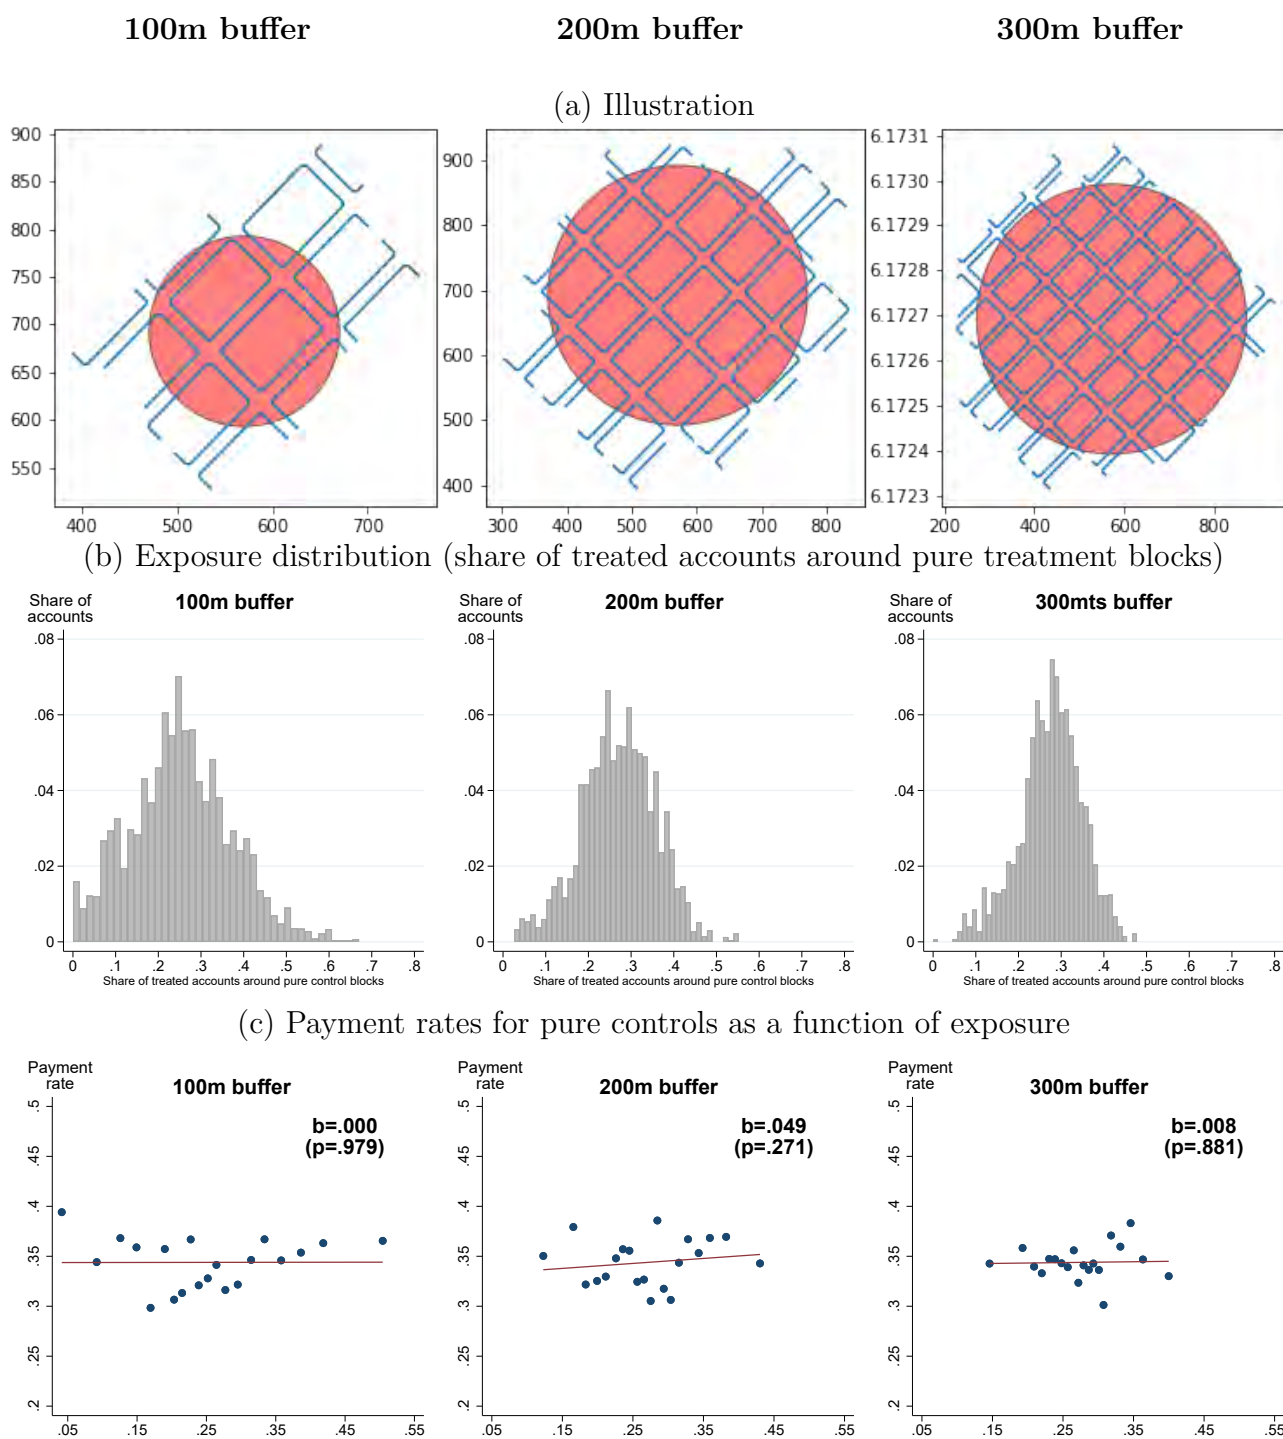 100m buffer 200m buffer 300m buffer
(a) Illustration
900
850
800
750
700
650
600
550
400 500 600 700
900
800
700
600
500
400
300 400 500 600 700 800
6.1731
6.1730
6.1729
6.1728
6.1727
6.1726
6.1725
6.1724
6.1723
200 400 600 800
(b) Exposure distribution (share of treated accounts around pure treatment blocks)
Share of
accounts
100m buffer
.08
.06
.04
.02
0
0 .1 .2 .3 .4 .5 .6 .7 .8
Share of treated accounts around pure control blocks
Share of
accounts
200m buffer
.08
.06
.04
.02
0
0 .1 .2 .3 .4 .5 .6 .7 .8
Share of treated accounts around pure control blocks
Share of
accounts
300mts buffer
.08
.06
.04
.02
0
0 .1 .2 .3 .4 .5 .6 .7 .8
Share of treated accounts around pure control blocks
(c) Payment rates for pure controls as a function of exposure
Payment
rate
100m buffer
b=.000
(p=.979)
.5
.45
.4
.35
.3
.25
.2
.05 .15 .25 .35 .45 .55
Payment
rate
200m buffer
b=.049
(p=.271)
.5
.45
.4
.35
.3
.25
.2
.05 .15 .25 .35 .45 .55
Payment
rate
300m buffer
b=.008
(p=.881)
.5
.45
.4
.35
.3
.25
.2
.05 .15 .25 .35 .45 .55